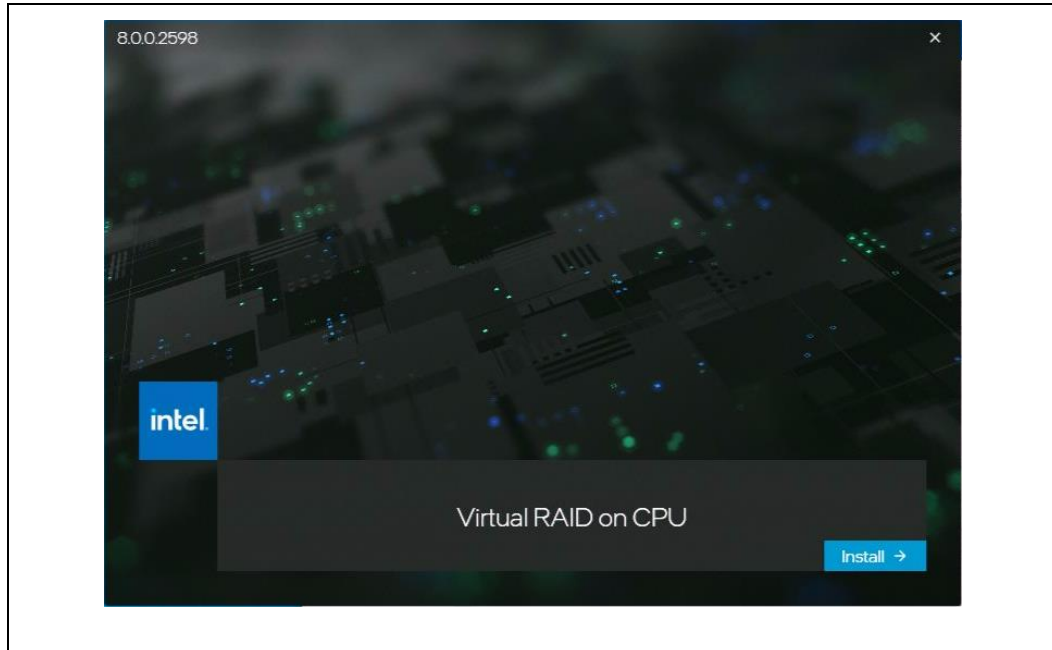 8.0.0.2598
intel.
Virtual RAID on CPU
Install →